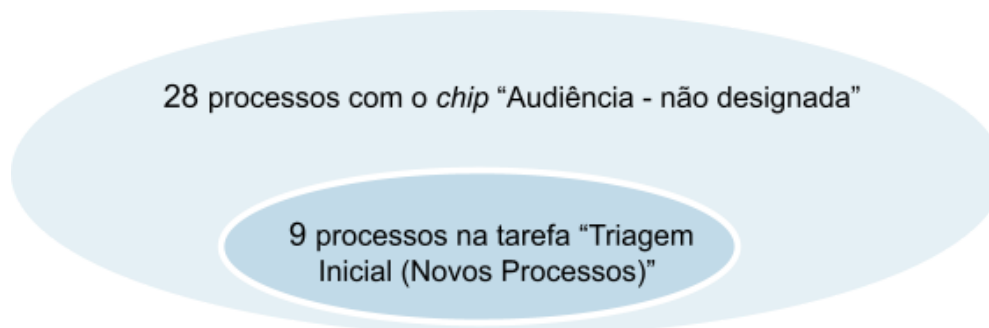 28 processos com o chip “Audiência - não designada”
9 processos na tarefa “Triagem
Inicial (Novos Processos)”